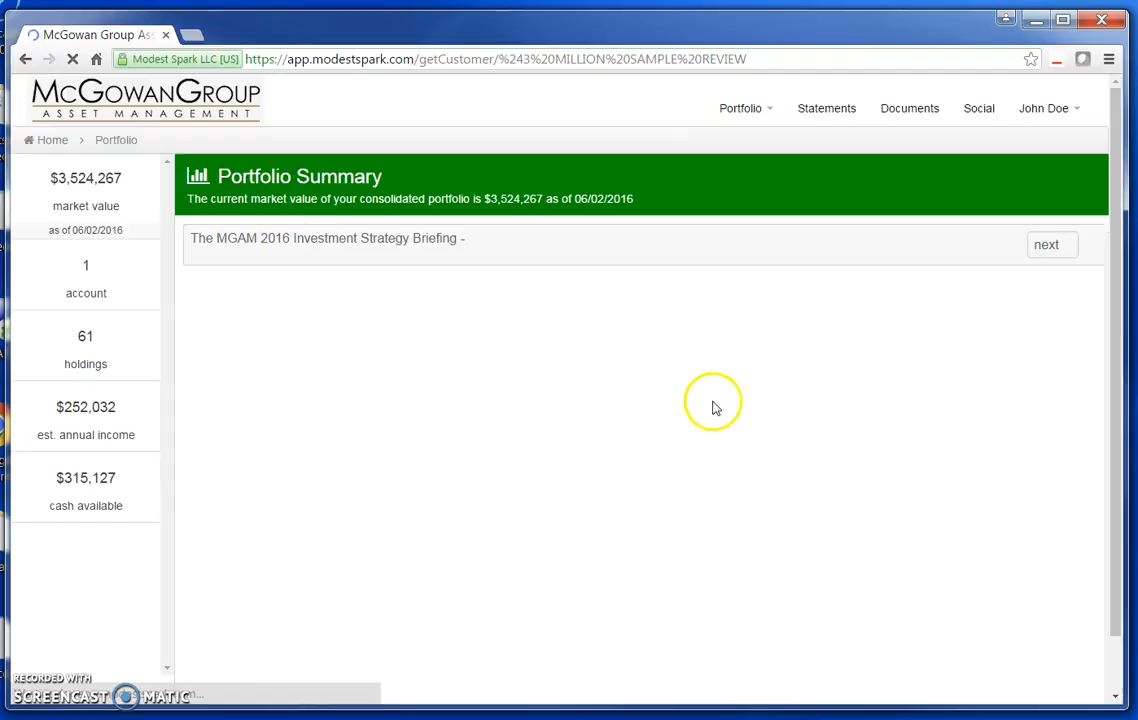 McGowan Group Ass
Modest Spark LLC [US]
https://app.modestspark.com/getCustomer/%243%20MILLION%20SAMPLE%20REVIEW
McGowanGroup
ASSET MANAGEMENT
Portfolio
Statements
Documents
Social
John Doe
Home
Portfolio
$3,524,267
market value
as of 06/02/2016
1
account
61
holdings
$252,032
est. annual income
$315,127
cash available
Portfolio Summary
The current market value of your consolidated portfolio is $3,524,267 as of 06/02/2016
The MGAM 2016 Investment Strategy Briefing -
next
RECORDED WITH
SCREENCAST MATIC